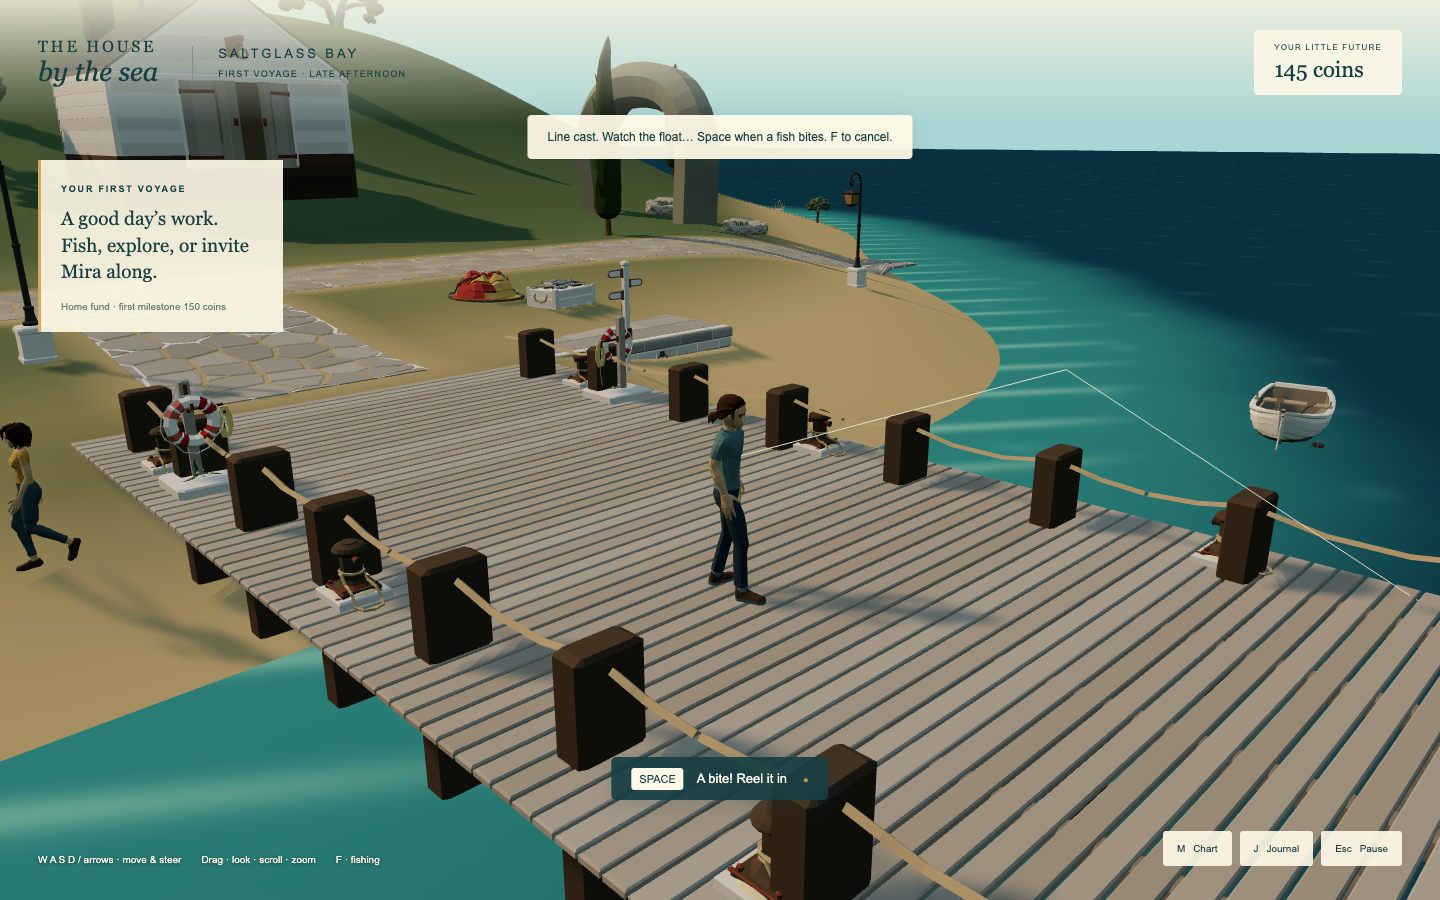 THE HOUSE
by the sea
SALTGLASS BAY
FIRST VOYAGE · LATE AFTERNOON
YOUR LITTLE FUTURE
145 coins
Line cast. Watch the float… Space when a fish bites. F to cancel.
YOUR FIRST VOYAGE
A good day’s work.
Fish, explore, or invite
Mira along.
Home fund · first milestone 150 coins
SPACE A bite! Reel it in
W A S D / arrows · move & steer Drag · look · scroll · zoom F · fishing
M Chart J Journal Esc Pause